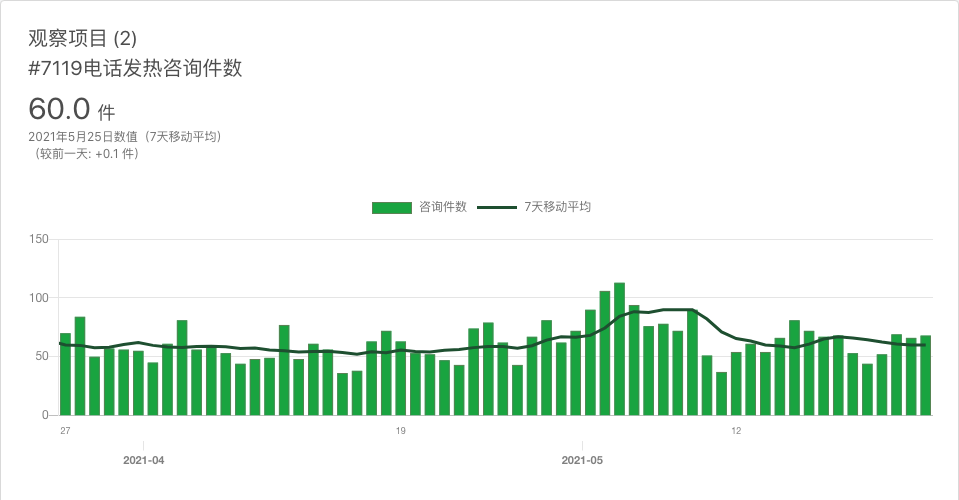 观察项目 (2)
#7119电话发热咨询件数
60.0 件
2021年5月25日数值（7天移动平均）
（较前一天: +0.1 件）
咨询件数 7天移动平均
150
100
50
0
27 19 12
2021-04 2021-05